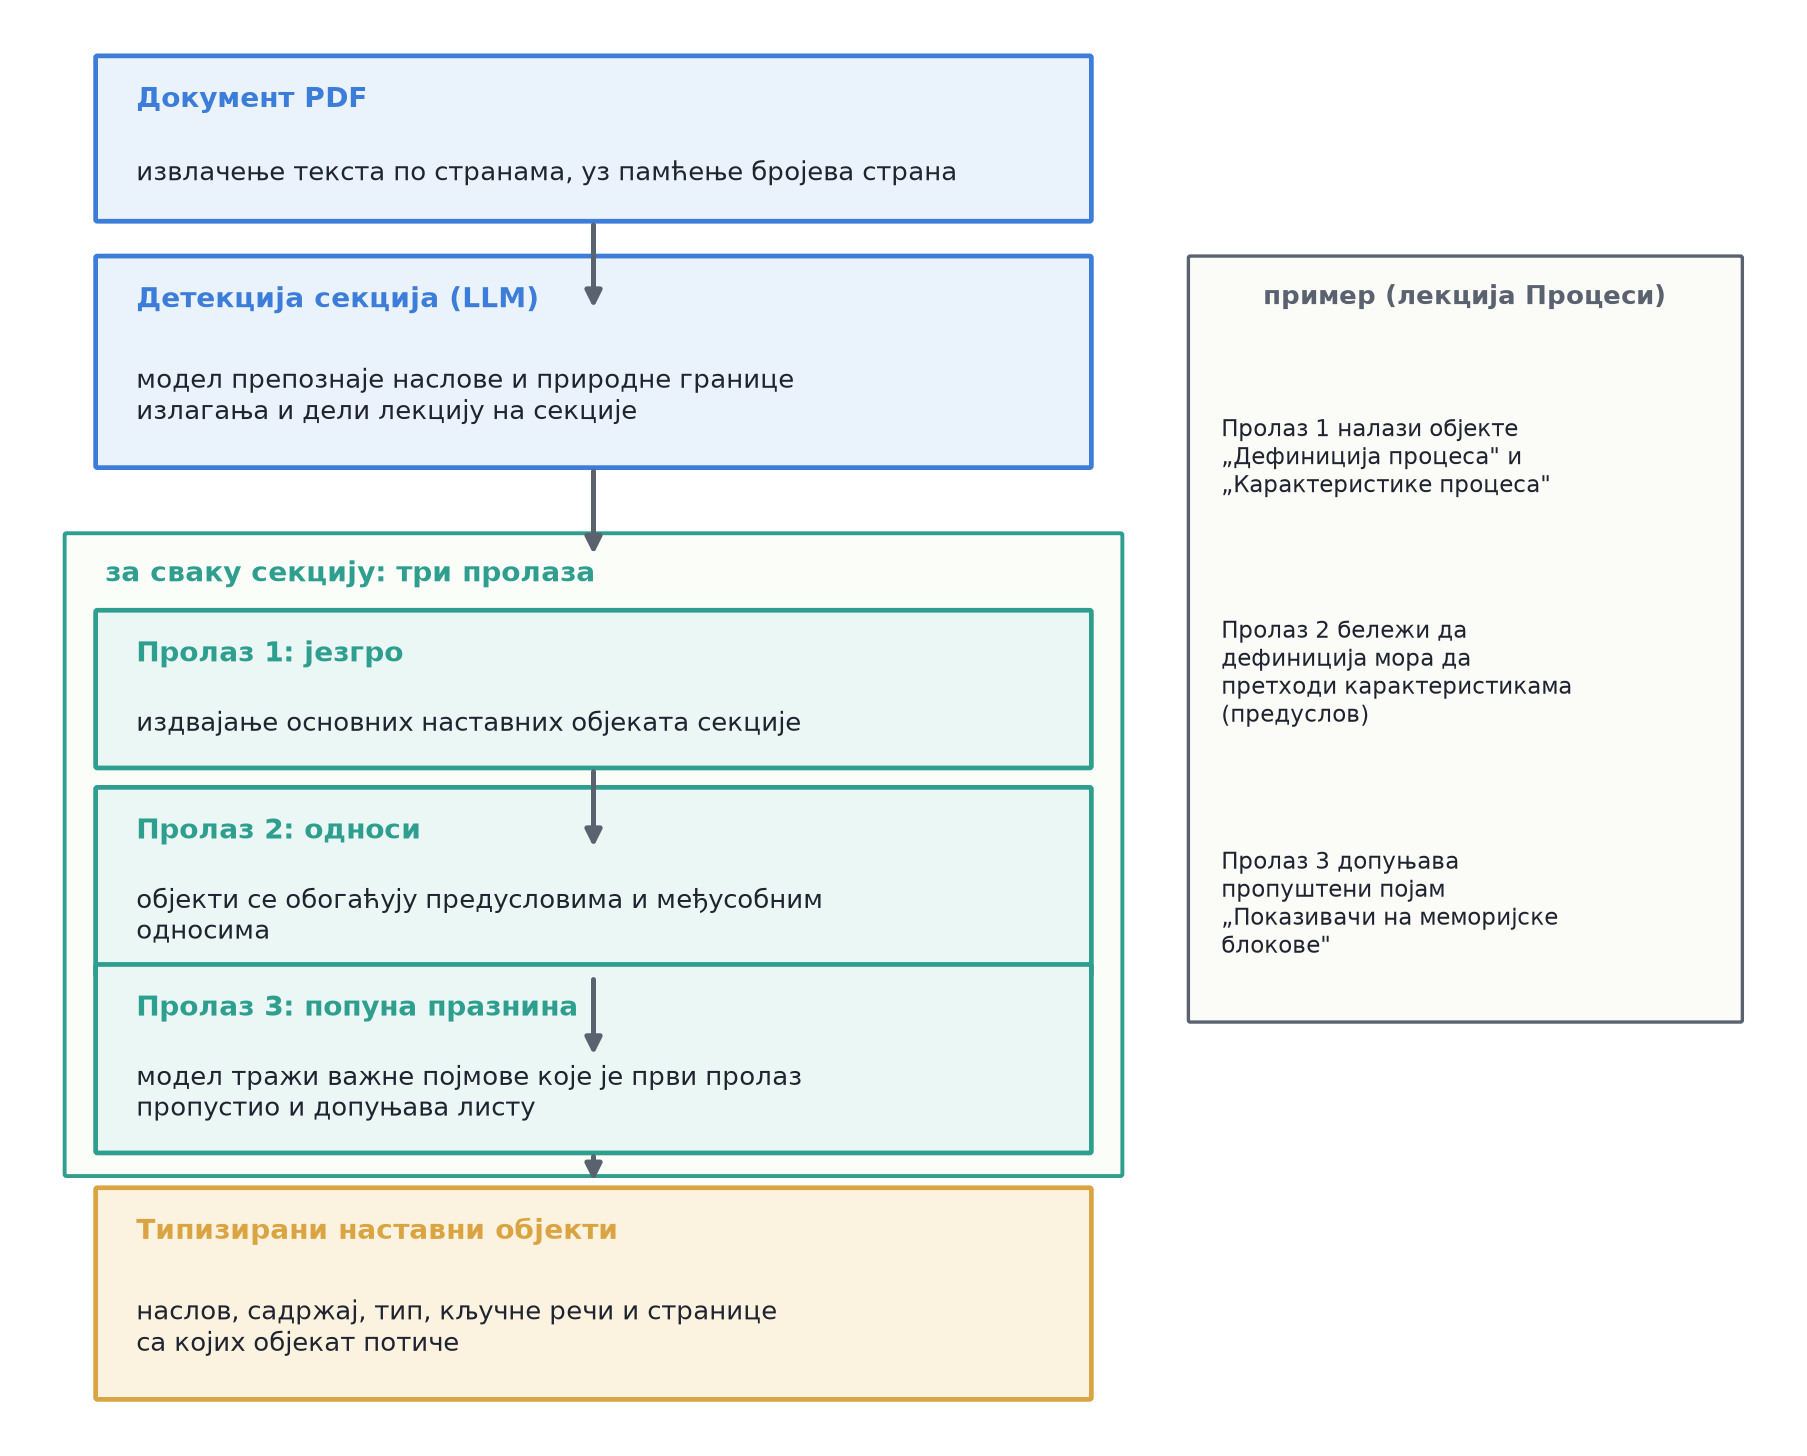 Документ PDF
извлачење текста по странама, уз памћење бројева страна
Детекција секција (LLM)
модел препознаје наслове и природне границе
излагања и дели лекцију на секције
за сваку секцију: три пролаза
Пролаз 1: језгро
издвајање основних наставних објеката секције
Пролаз 2: односи
објекти се обогаћују предусловима и међусобним
односима
Пролаз 3: попуна празнина
модел тражи важне појмове које је први пролаз
пропустио и допуњава листу
Типизирани наставни објекти
наслов, садржај, тип, кључне речи и странице
са којих објекат потиче
пример (лекција Процеси)
Пролаз 1 налази објекте
„Дефиниција процеса" и
„Карактеристике процеса"
Пролаз 2 бележи да
дефиниција мора да
претходи карактеристикама
(предуслов)
Пролаз 3 допуњава
пропуштени појам
„Показивачи на меморијске
блокове"